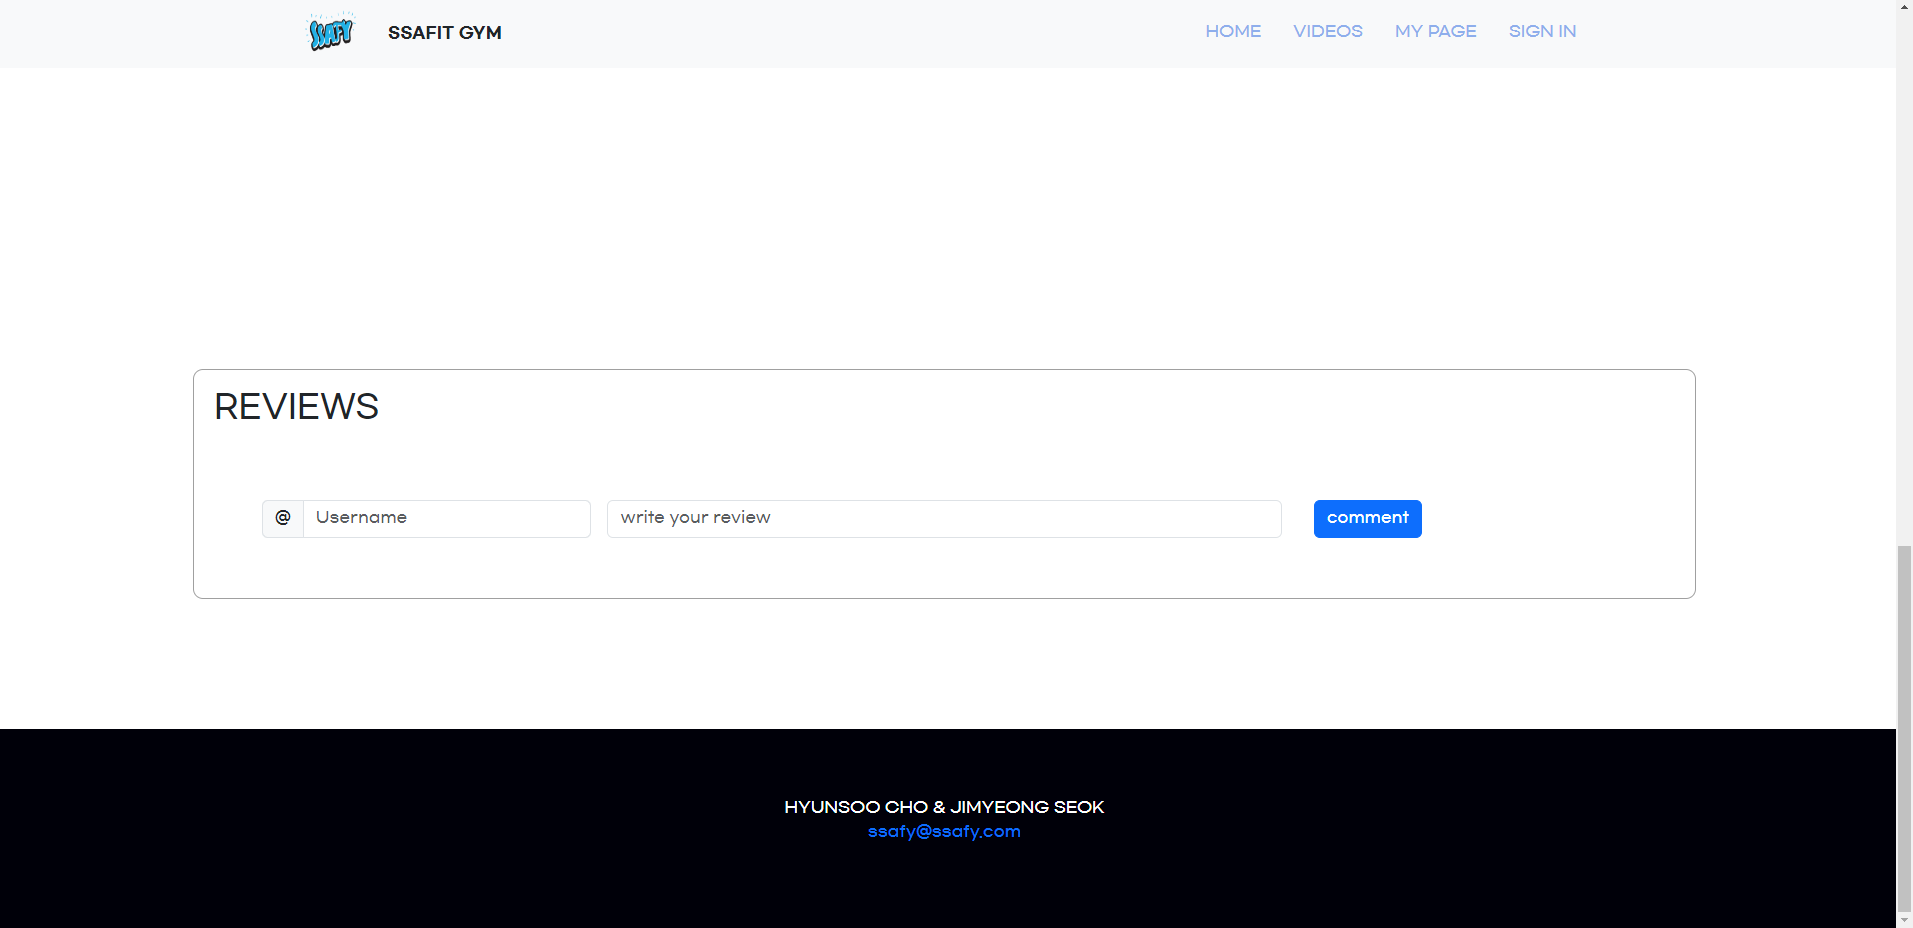 SSAFY SSAFIT GYM HOME VIDEOS MY PAGE SIGN IN
REVIEWS
@ Username write your review comment
HYUNSOO CHO & JIMYEONG SEOK
ssafy@ssafy.com